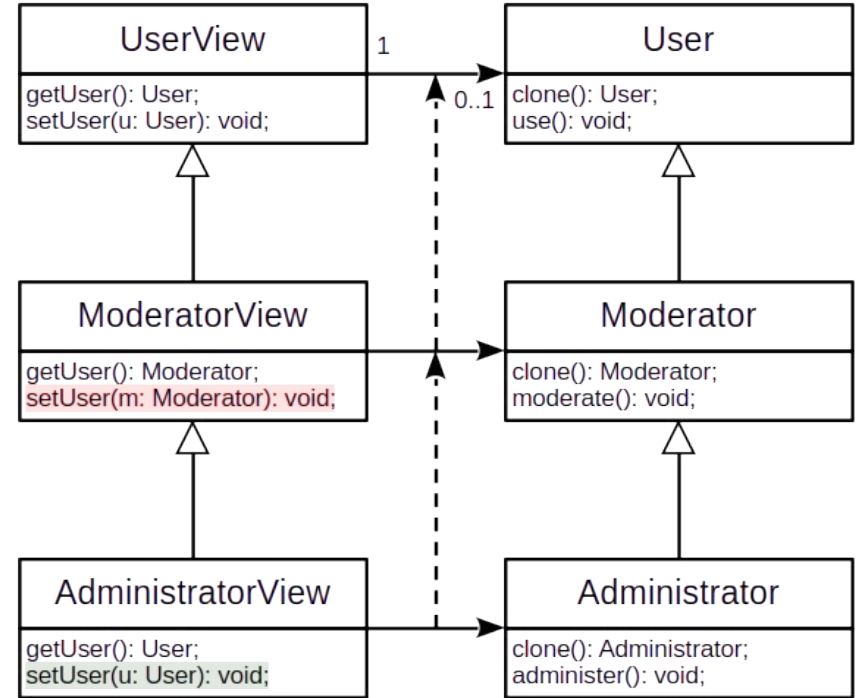 UserView
getUser(): User;
setUser(u: User): void;
1
0..1
User
clone(): User;
use(): void;
ModeratorView
getUser(): Moderator;
setUser(m: Moderator): void;
Moderator
clone(): Moderator;
moderate(): void;
AdministratorView
getUser(): User;
setUser(u: User): void;
Administrator
clone(): Administrator;
administer(): void;